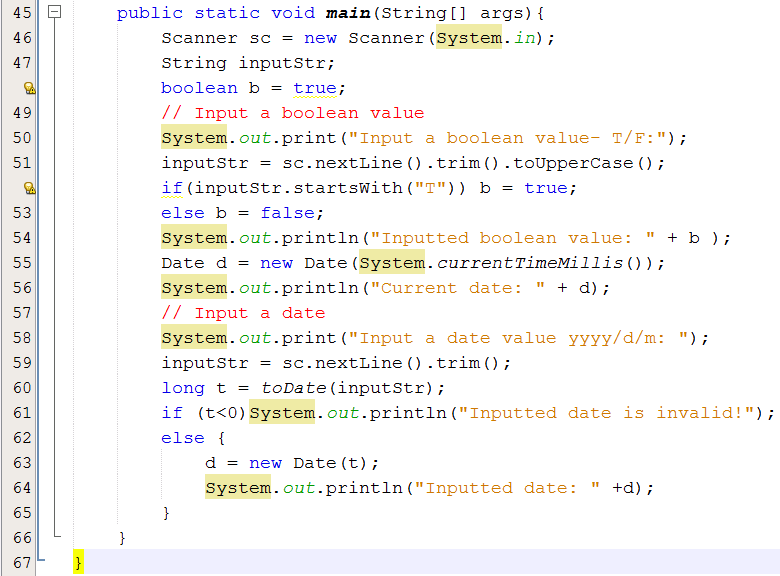 45 public static void main(String[] args){
46 Scanner sc = new Scanner(System.in);
47 String inputStr;
boolean b = true;
49 // Input a boolean value
50 System.out.print("Input a boolean value- T/F:");
51 inputStr = sc.nextLine().trim().toUpperCase();
if(inputStr.startsWith("T")) b = true;
53 else b = false;
54 System.out.println("Inputted boolean value: " + b );
55 Date d = new Date(System.currentTimeMillis());
56 System.out.println("Current date: " + d);
57 // Input a date
58 System.out.print("Input a date value yyyy/d/m: ");
59 inputStr = sc.nextLine().trim();
60 long t = toDate(inputStr);
61 if (t<0)System.out.println("Inputted date is invalid!");
62 else {
63 d = new Date(t);
64 System.out.println("Inputted date: " +d);
65 }
66 }
67 }